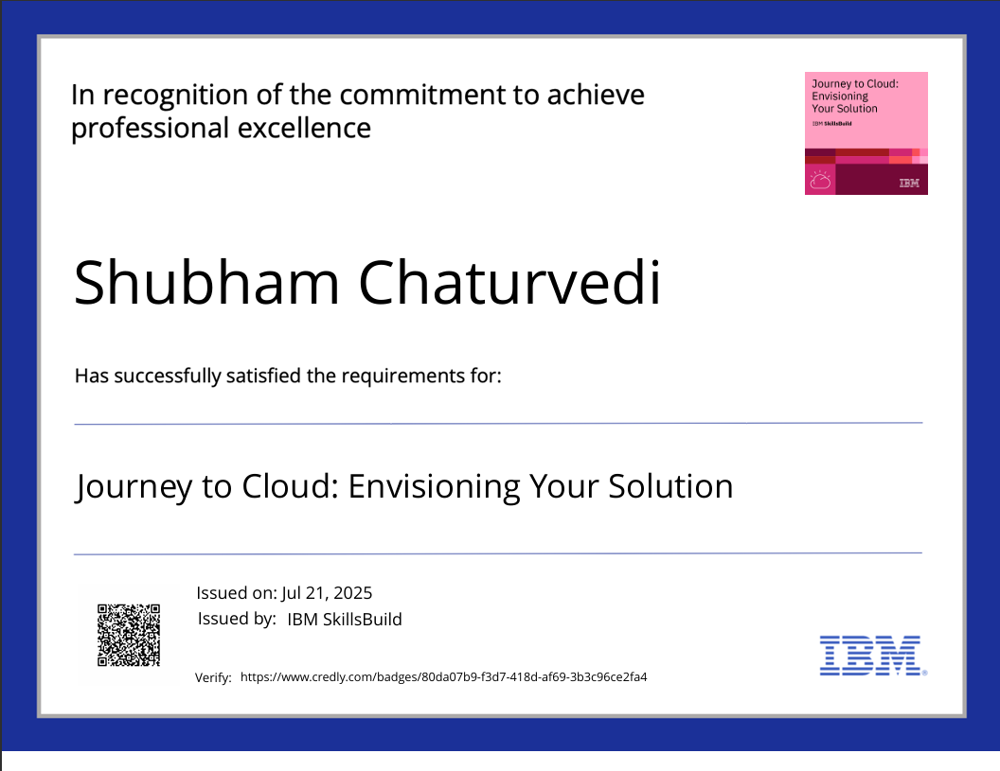 In recognition of the commitment to achieve
professional excellence
Journey to Cloud:
Envisioning
Your Solution
IBM SkillsBuild
IBM
Shubham Chaturvedi
Has successfully satisfied the requirements for:
Journey to Cloud: Envisioning Your Solution
Issued on: Jul 21, 2025
Issued by: IBM SkillsBuild
Verify: https://www.credly.com/badges/80da07b9-f3d7-418d-af69-3b3c96ce2fa4
IBM®